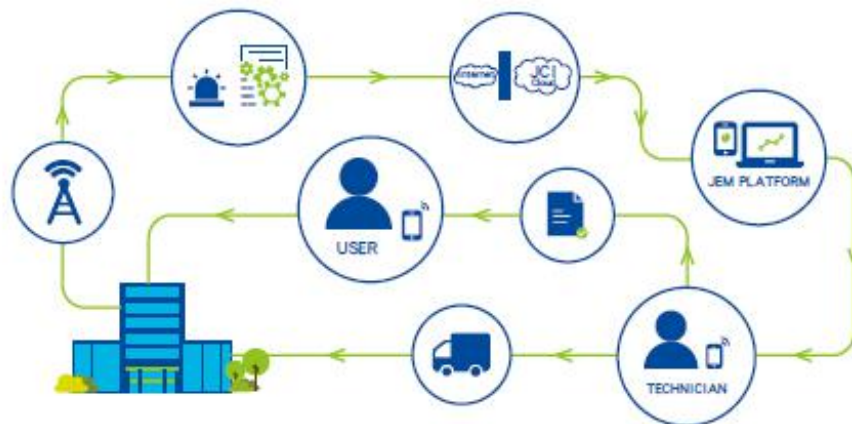 Internet
JCI
Cloud
JEM PLATFORM
USER
TECHNICIAN